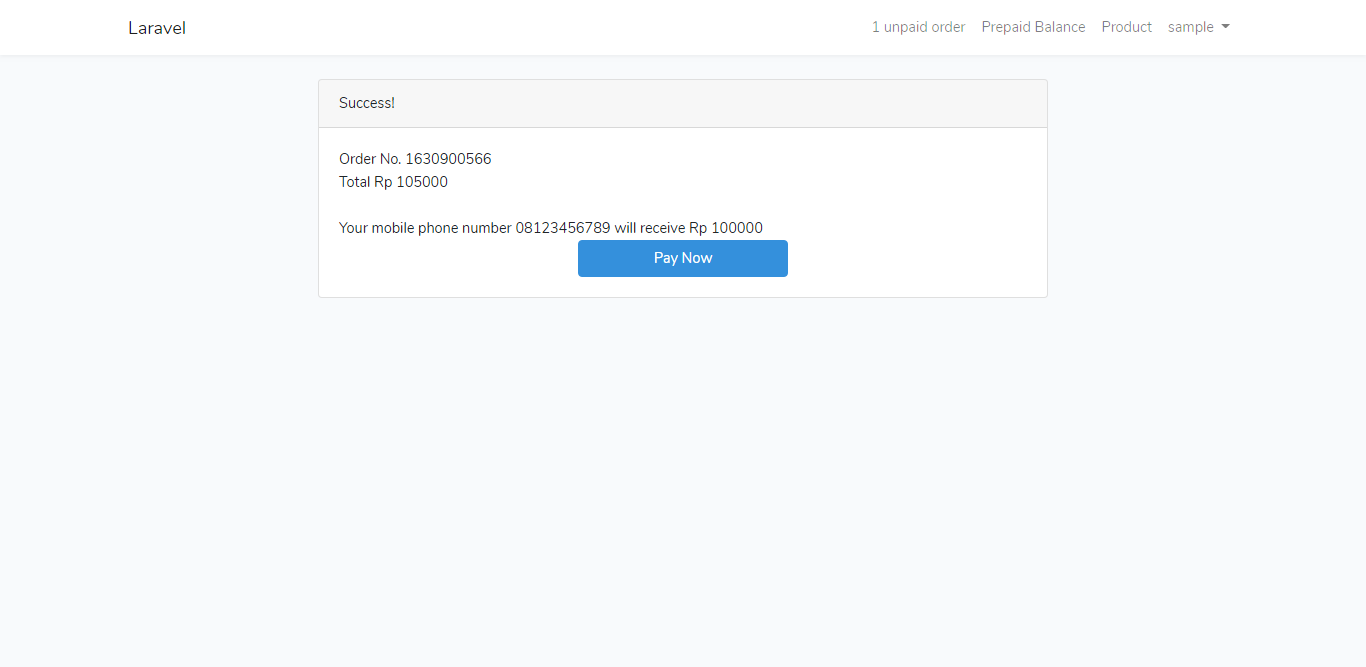 Laravel
1 unpaid order Prepaid Balance Product sample
Success!
Order No. 1630900566
Total Rp 105000
Your mobile phone number 08123456789 will receive Rp 100000
Pay Now